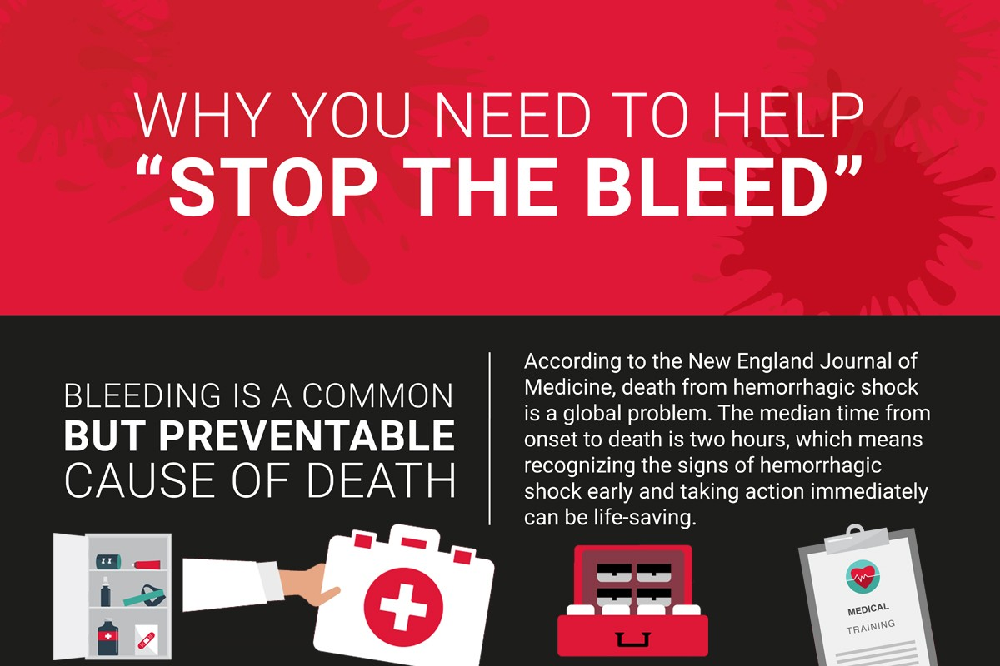 WHY YOU NEED TO HELP
“STOP THE BLEED”
BLEEDING IS A COMMON
BUT PREVENTABLE
CAUSE OF DEATH
According to the New England Journal of
Medicine, death from hemorrhagic shock
is a global problem. The median time from
onset to death is two hours, which means
recognizing the signs of hemorrhagic
shock early and taking action immediately
can be life-saving.
MEDICAL
TRAINING